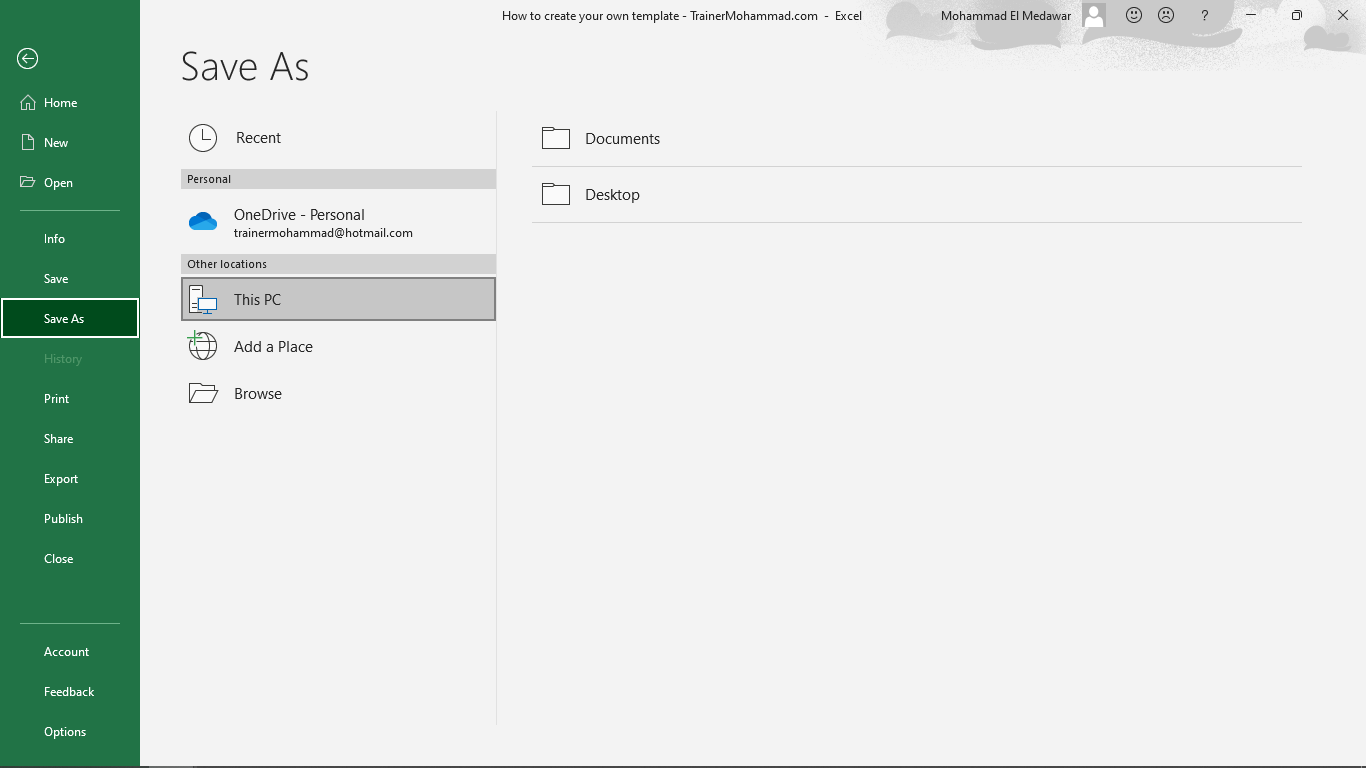 How to create your own template - TrainerMohammad.com - Excel
Mohammad El Medawar
?
Save As
Home
New
Open
Info
Save
Save As
History
Print
Share
Export
Publish
Close
Account
Feedback
Options
Recent
Personal
OneDrive - Personal
trainermohammad@hotmail.com
Other locations
This PC
Add a Place
Browse
Documents
Desktop